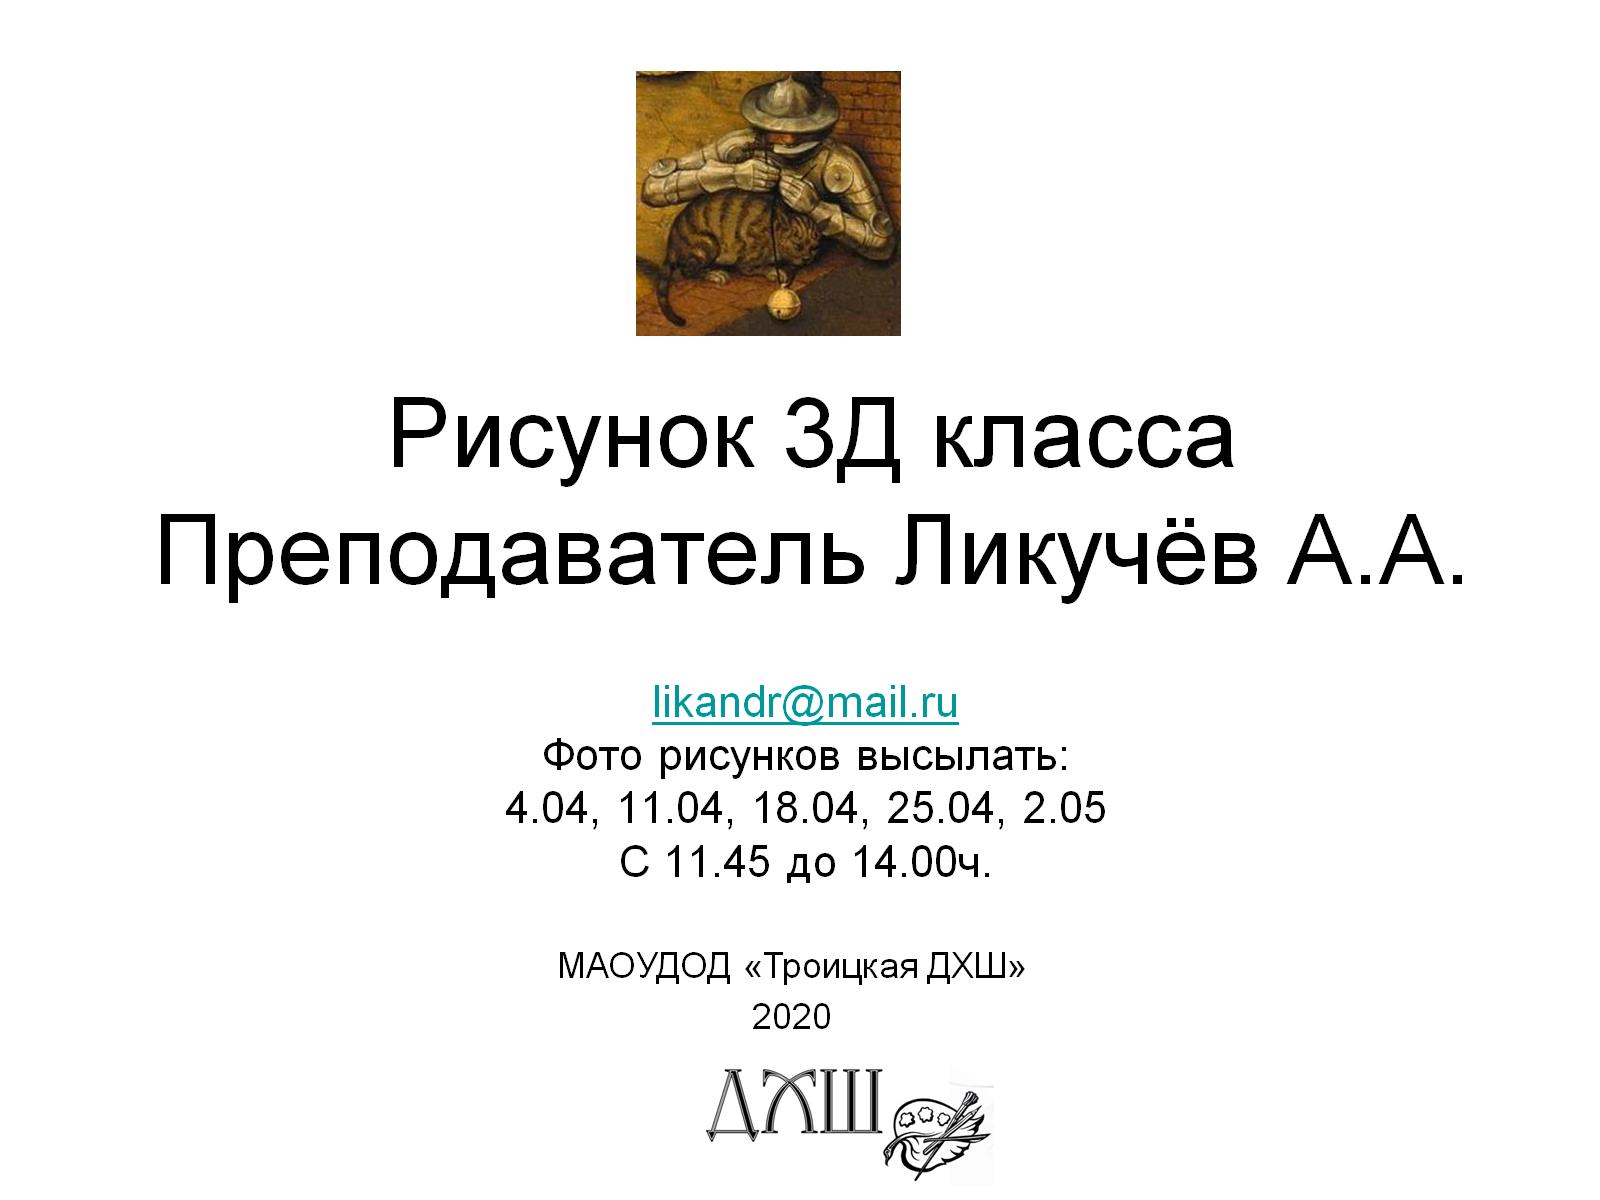 Рисунок 3Д класса
Преподаватель Ликучёв А.А.
likandr@mail.ru
Фото рисунков высылать:
4.04, 11.04, 18.04, 25.04, 2.05
С 11.45 до 14.00ч.
МАОУДОД «Троицкая ДХШ»
2020
ДХШ